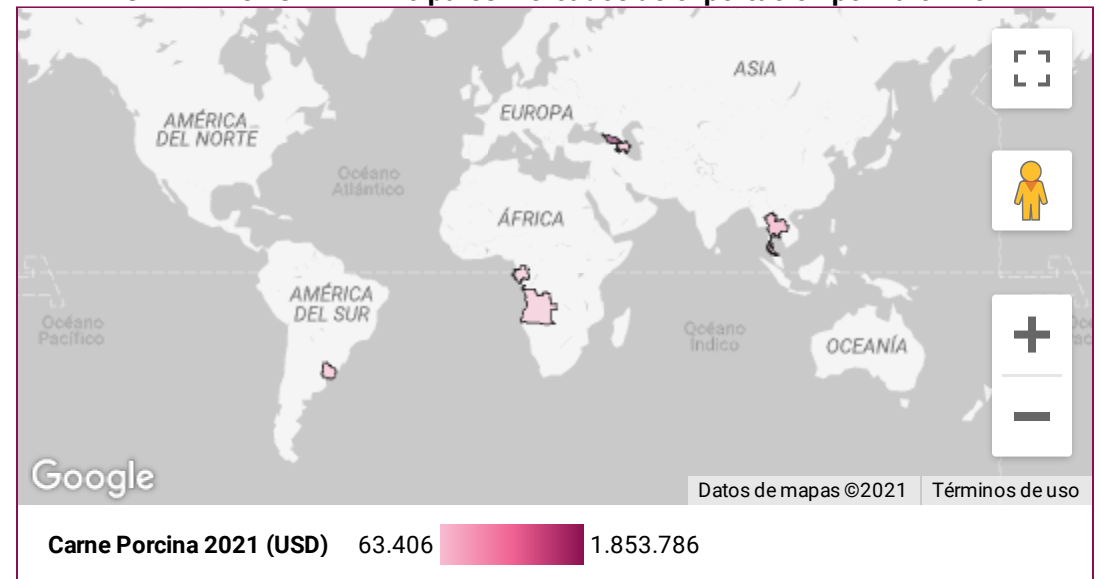 ASIA
EUROPA
AMÉRICA
DEL NORTE
Océano
Atlántico
ÁFRICA
AMÉRICA
DEL SUR
Océano
Pacífico
Océano
Índico
OCEANÍA
Google
Datos de mapas ©2021
Términos de uso
Carne Porcina 2021 (USD) 63.406 1.853.786